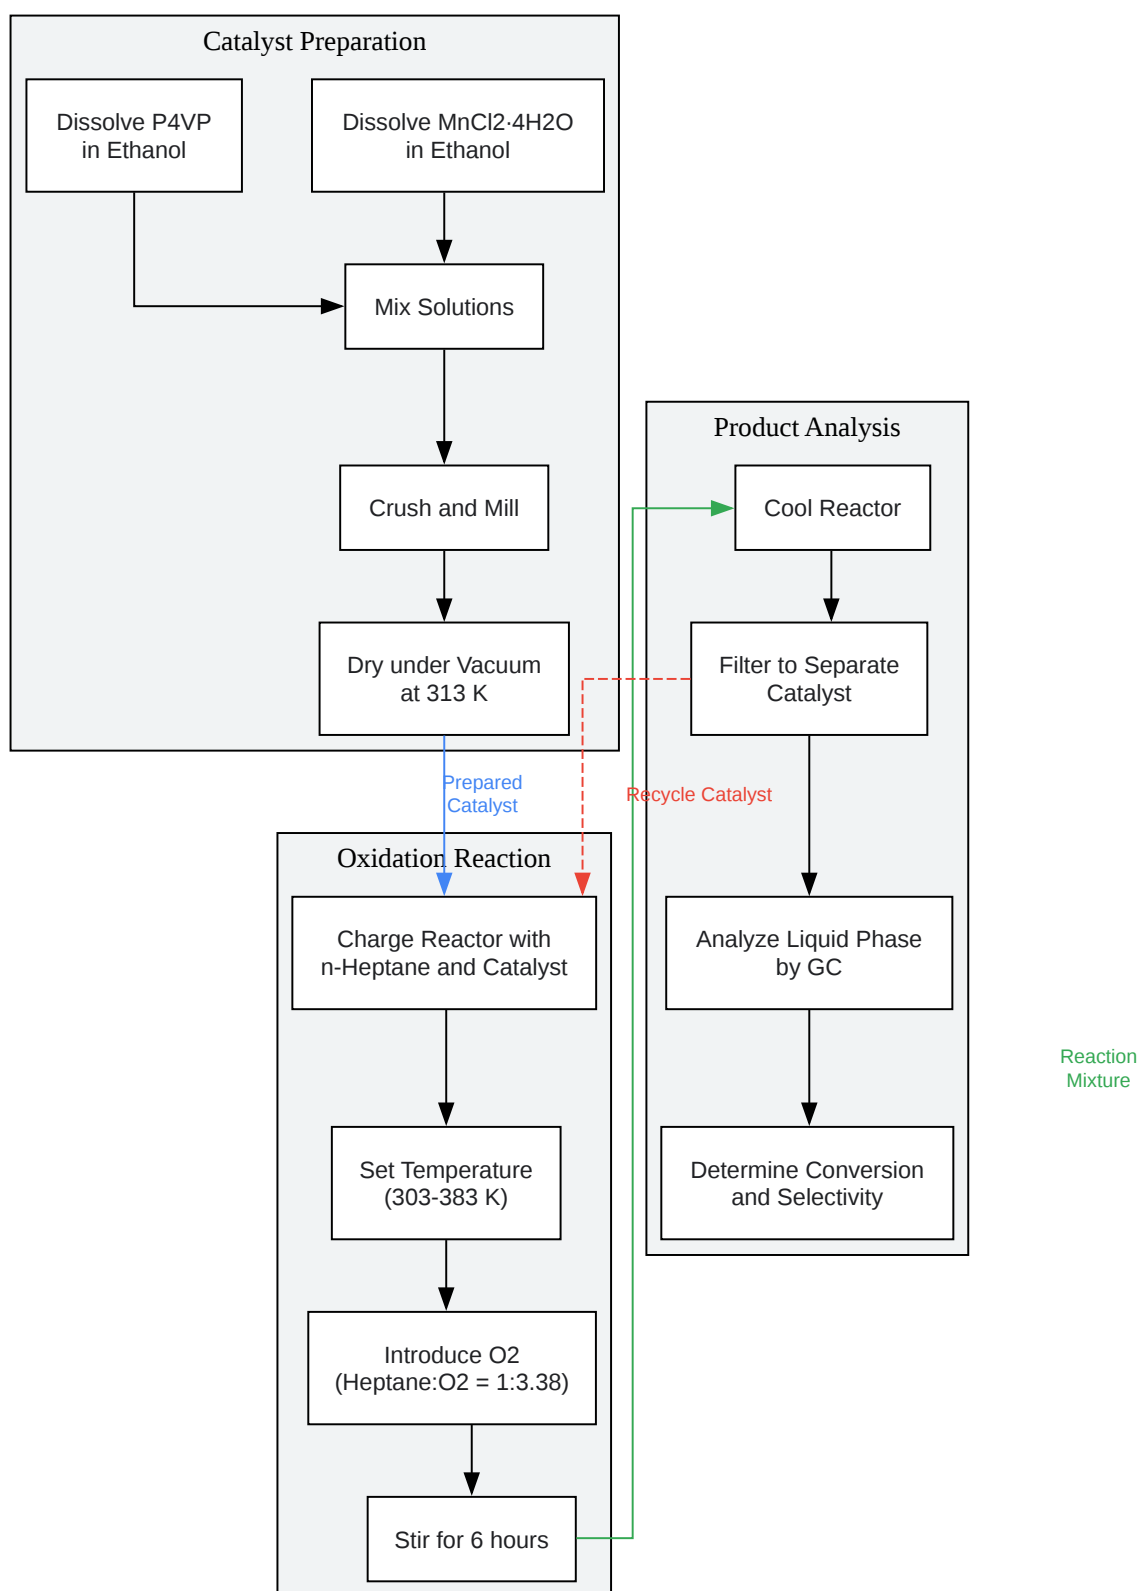 Catalyst Preparation
Dissolve P4VP
in Ethanol
Dissolve MnCl2·4H2O
in Ethanol
Mix Solutions
Crush and Mill
Dry under Vacuum
at 313 K
Prepared
Catalyst
Recycle Catalyst
Oxidation Reaction
Charge Reactor with
n-Heptane and Catalyst
Set Temperature
(303-383 K)
Introduce O2
(Heptane:O2 = 1:3.38)
Stir for 6 hours
Product Analysis
Cool Reactor
Filter to Separate
Catalyst
Analyze Liquid Phase
by GC
Determine Conversion
and Selectivity
Reaction
Mixture